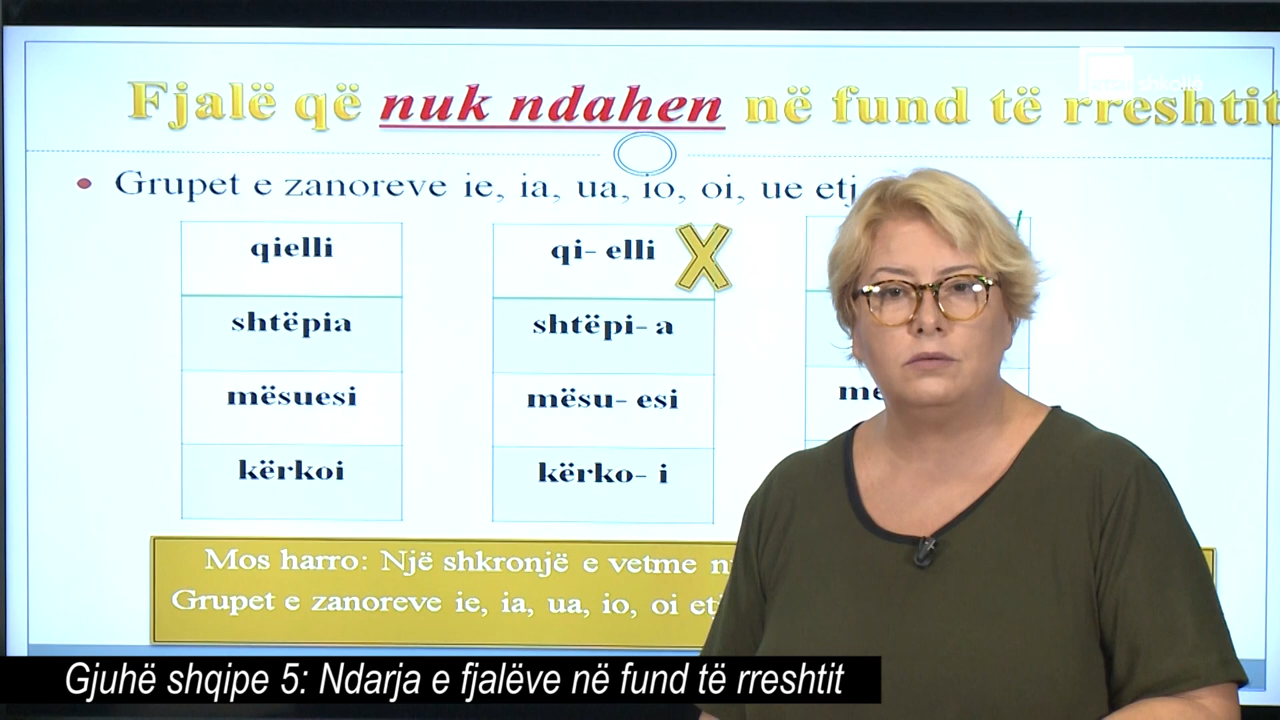 Fjalë që nuk ndahen në fund të rreshtit
Grupet e zanoreve ie, ia, ua, io, oi, ue etj
qielli
qi- elli
shtëpia
shtëpi- a
mësuesi
mësu- esi
kërkoi
kërko- i
Mos harro: Një shkronjë e vetme
Grupet e zanoreve ie, ia, ua, io, oi etj
Gjuhë shqipe 5: Ndarja e fjalëve në fund të rreshtit